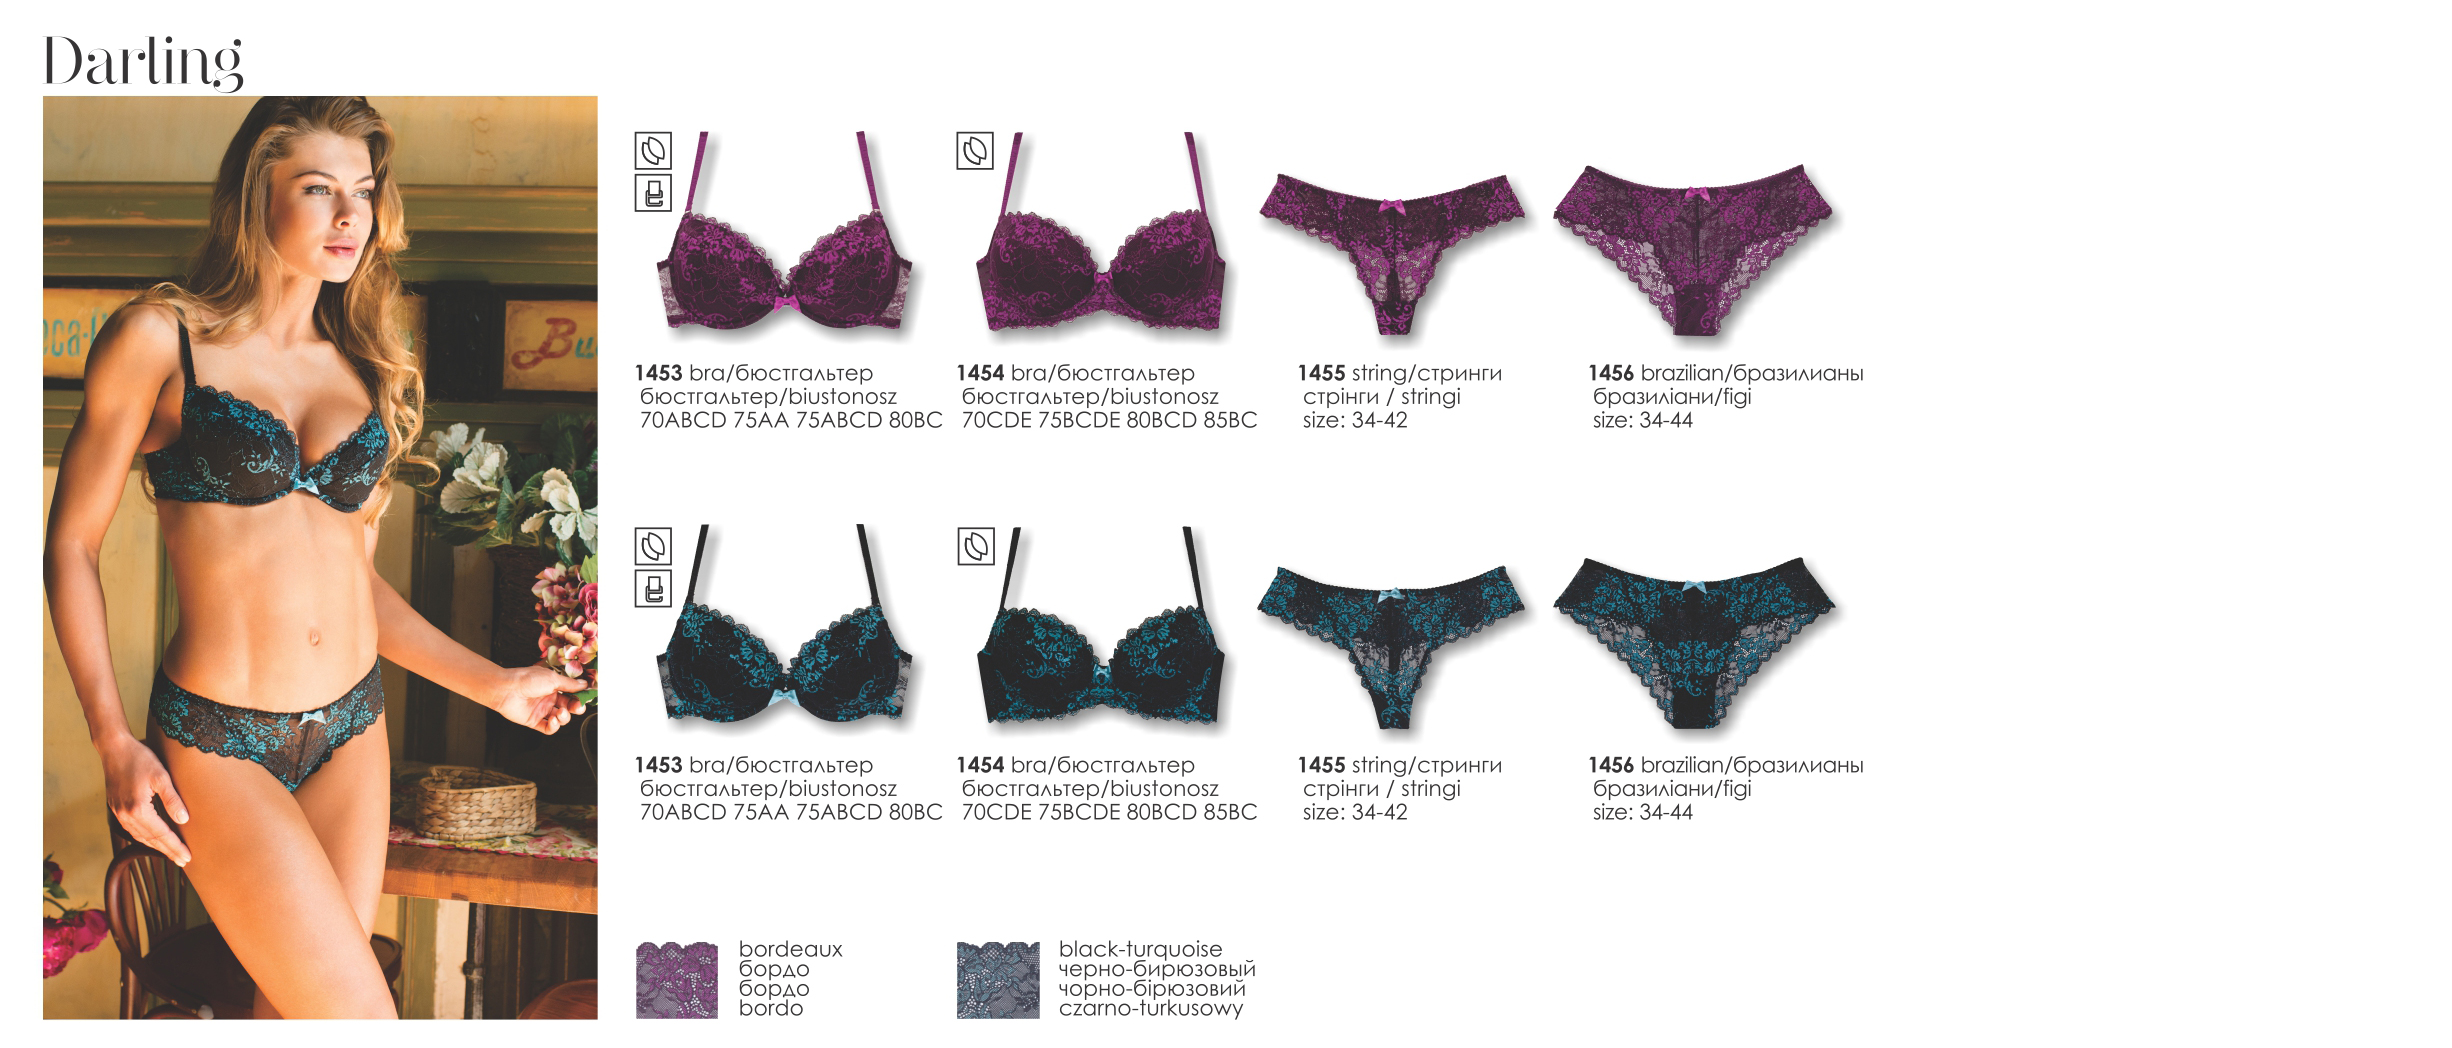 Darling
1453 bra/бюстгальтер
бюстгальтер/biustonosz
70ABCD 75AA 75ABCD 80BC
1454 bra/бюстгальтер
бюстгальтер/biustonosz
70CDE 75BCDE 80BCD 85BC
1455 string/стринги
стрінги / stringi
size: 34-42
1456 brazilian/бразилианы
бразиліани/figi
size: 34-44
1453 bra/бюстгальтер
бюстгальтер/biustonosz
70ABCD 75AA 75ABCD 80BC
1454 bra/бюстгальтер
бюстгальтер/biustonosz
70CDE 75BCDE 80BCD 85BC
1455 string/стринги
стрінги / stringi
size: 34-42
1456 brazilian/бразилианы
бразиліани/figi
size: 34-44
bordeaux
бордо
бордо
bordo
black-turquoise
черно-бирюзовый
чорно-бірюзовий
czarno-turkusowy